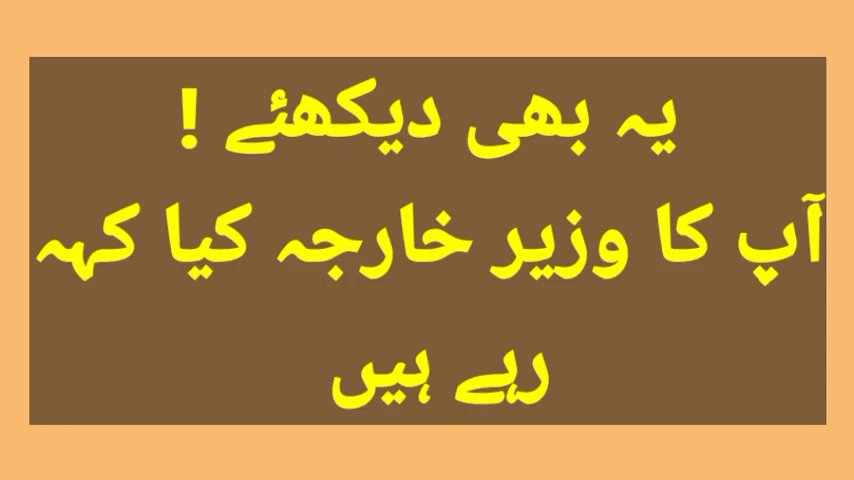 یہ بھی دیکھئے !
آپ کا وزیر خارجہ کیا کہہ
رہے ہیں